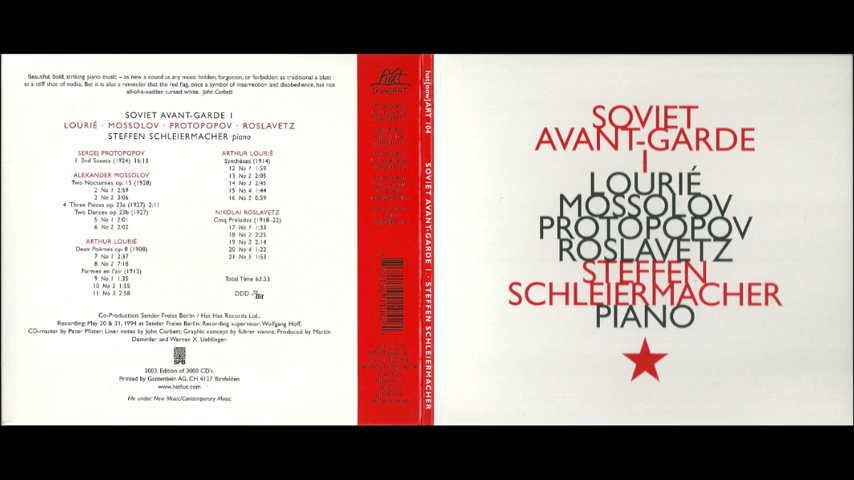 Beautiful, bold, striking piano music – as new a sound as any music hidden, forgotten, or forbidden; as traditional a blast
as a stiff shot of vodka. But it is also a reminder that the red flag, once a symbol of insurrection and disobedience, has not
all-of-a-sudden turned white. John Corbett
SOVIET AVANT-GARDE I
LOURIÉ · MOSSOLOV · PROTOPOPOV · ROSLAVETZ
STEFFEN SCHLEIERMACHER piano
SERGEJ PROTOPOPOV
1 2nd Sonata (1924) 16:13
ALEXANDER MOSSOLOV
Two Nocturnes op. 15 (1928)
2 No 1 2:59
3 No 2 3:06
4 Three Pieces op. 23a (1927) 2:11
Two Dances op. 23b (1927)
5 No 1 2:01
6 No 2 2:02
ARTHUR LOURIÉ
Deux Poèmes op. 8 (1908)
7 No 1 2:37
8 No 2 7:18
Formes en l'air (1915)
9 No 1 1:35
10 No 2 1:55
11 No 3 2:58
ARTHUR LOURIÉ
Synthèses (1914)
12 No 1 1:59
13 No 2 2:05
14 No 3 2:45
15 No 4 1:44
16 No 5 0:59
NIKOLAI ROSLAVETZ
Cinq Préludes (1918–22)
17 No 1 1:33
18 No 2 2:25
19 No 3 2:14
20 No 4 1:22
21 No 5 1:53
Total Time 63:53
DDD 24 Bit
Co-Production: Sender Freies Berlin / Hat Hut Records Ltd.,
Recording: May 30 & 31, 1994 at Sender Freies Berlin; Recording supervisor: Wolfgang Hoff.
CD-master by Peter Pfister; Liner notes by John Corbett; Graphic concept by fuhrer vienna; Produced by Martin
Demmler and Werner X. Uehlinger.
SFB
2003, Edition of 3000 CD's.
Printed by Gantenbein AG, CH 4127 Birsfelden
www.hathut.com
File under: New Music/Contemporary Music
hat
[now]ART
hat[now]ART 104
SOVIET AVANT-GARDE I · STEFFEN SCHLEIERMACHER
SOVIET
AVANT-GARDE
I
LOURIÉ
MOSSOLOV
PROTOPOPOV
ROSLAVETZ
STEFFEN
SCHLEIERMACHER
PIANO